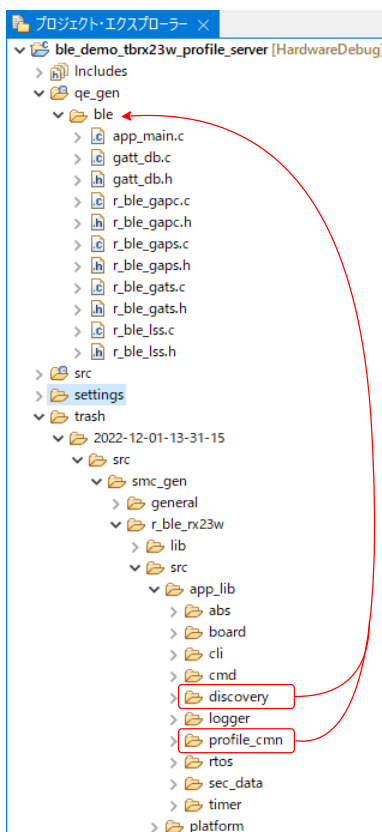 プロジェクト・エクスプローラー
ble_demo_tbrx23w_profile_server [HardwareDebug]
Includes
qe_gen
ble
app_main.c
gatt_db.c
gatt_db.h
r_ble_gapc.c
r_ble_gapc.h
r_ble_gaps.c
r_ble_gaps.h
r_ble_gats.c
r_ble_gats.h
r_ble_lss.c
r_ble_lss.h
src
settings
trash
2022-12-01-13-31-15
src
smc_gen
general
r_ble_rx23w
lib
src
app_lib
abs
board
cli
cmd
discovery
logger
profile_cmn
rtos
sec_data
timer
platform